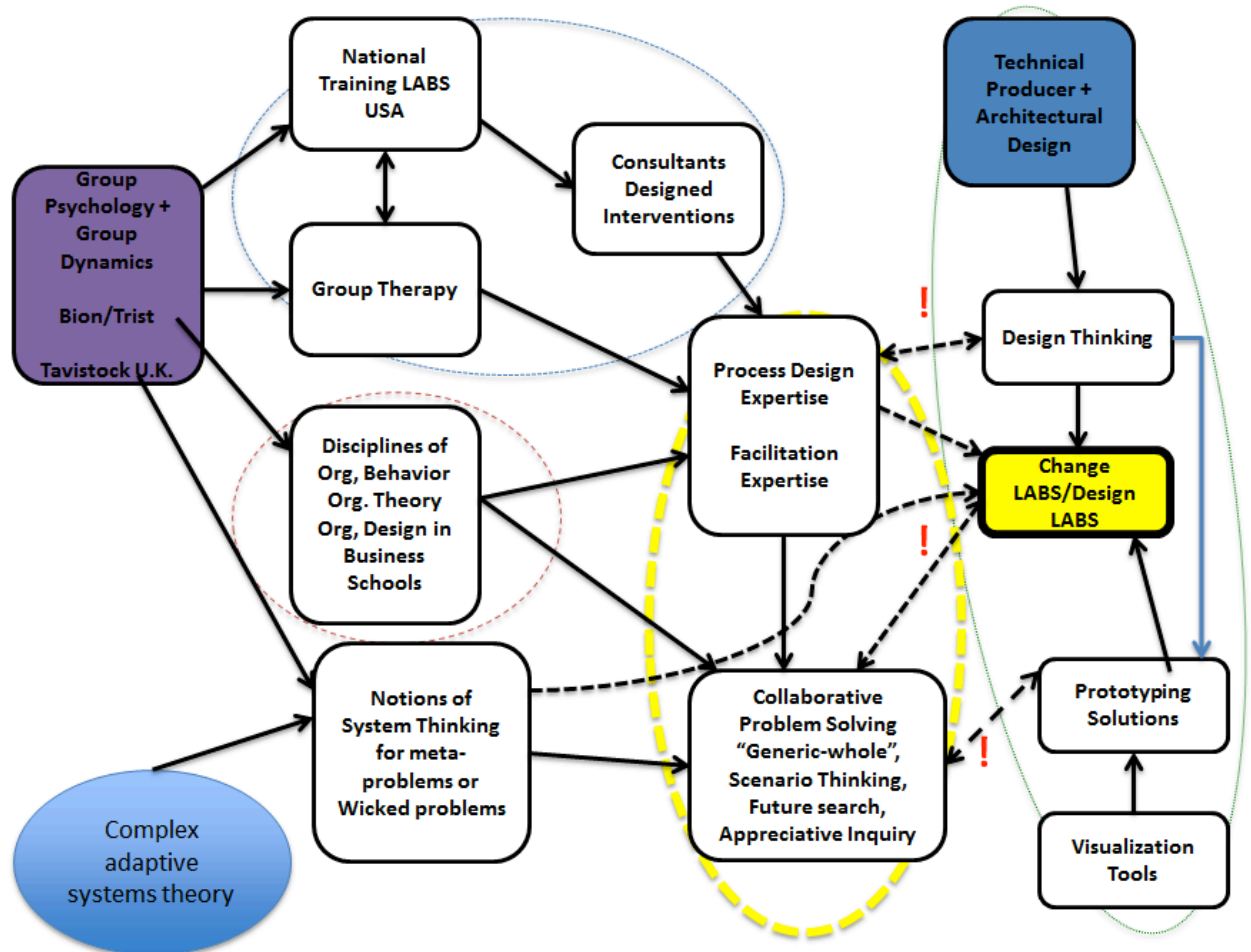 National
Training LABS
USA
Technical
Producer +
Architectural
Design
Consultants
Designed
Interventions
Group
Psychology +
Group
Dynamics
Bion/Trist
Tavistock U.K.
Group Therapy
!
Design Thinking
Process Design
Expertise
Facilitation
Expertise
Disciplines of
Org, Behavior
Org. Theory
Org, Design in
Business
Schools
Change
LABS/Design
LABS
!
Notions of
System Thinking
for meta-
problems or
Wicked problems
Collaborative
Problem Solving
“Generic-whole”,
Scenario Thinking,
Future search,
Appreciative Inquiry
!
Prototyping
Solutions
Complex
adaptive
systems theory
Visualization
Tools